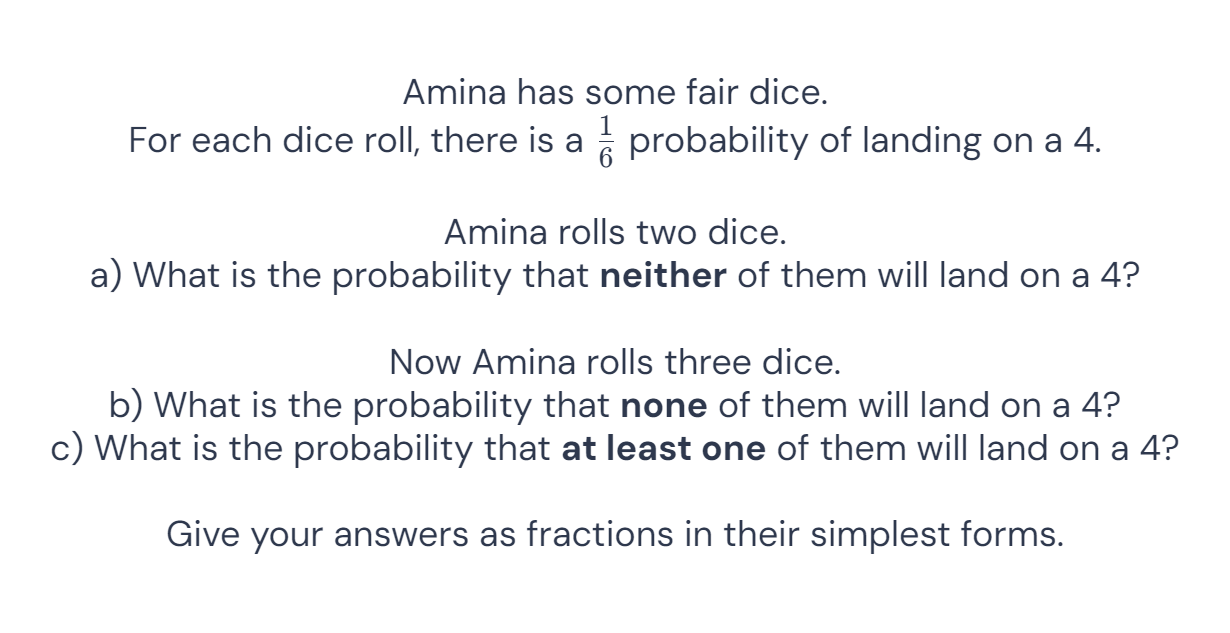 Amina has some fair dice.
For each dice roll, there is a 1/6 probability of landing on a 4.
Amina rolls two dice.
a) What is the probability that neither of them will land on a 4?
Now Amina rolls three dice.
b) What is the probability that none of them will land on a 4?
c) What is the probability that at least one of them will land on a 4?
Give your answers as fractions in their simplest forms.